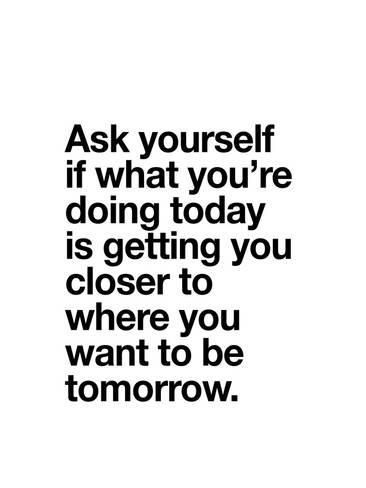 Ask yourself
if what you’re
doing today
is getting you
closer to
where you
want to be
tomorrow.